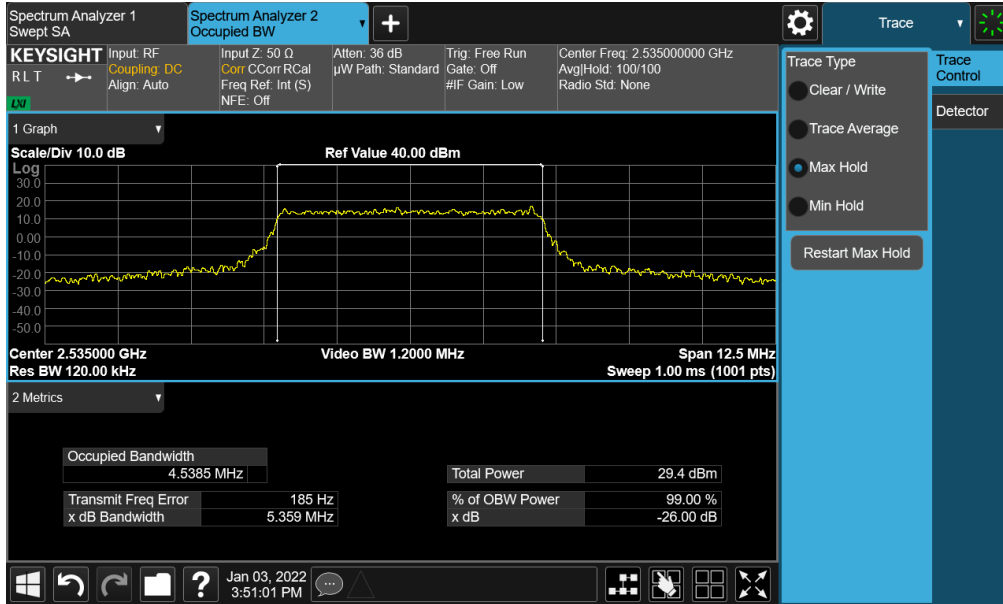 Spectrum Analyzer 1
Swept SA
Spectrum Analyzer 2
Occupied BW
+
Trace
KEYSIGHT
R L T
LXI
Input: RF
Coupling: DC
Align: Auto
Input Z: 50 Ω
Corr CCorr RCal
Freq Ref: Int (S)
NFE: Off
Atten: 36 dB
µW Path: Standard
Trig: Free Run
Gate: Off
#IF Gain: Low
Center Freq: 2.535000000 GHz
Avg|Hold: 100/100
Radio Std: None
Trace Type
Clear / Write
Trace Average
Max Hold
Min Hold
Restart Max Hold
Trace
Control
Detector
1 Graph
Scale/Div 10.0 dB
Ref Value 40.00 dBm
Log
30.0
20.0
10.0
0.00
-10.0
-20.0
-30.0
-40.0
-50.0
Center 2.535000 GHz
Video BW 1.2000 MHz
Span 12.5 MHz
Res BW 120.00 kHz
Sweep 1.00 ms (1001 pts)
2 Metrics
Occupied Bandwidth
4.5385 MHz
Total Power 29.4 dBm
Transmit Freq Error 185 Hz
% of OBW Power 99.00 %
x dB Bandwidth 5.359 MHz
x dB -26.00 dB
?
Jan 03, 2022
3:51:01 PM